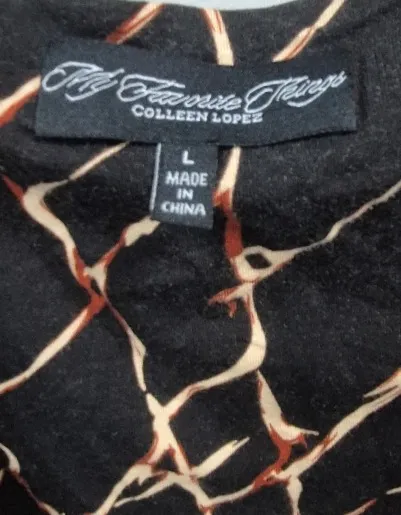 My Favorite Things
COLLEEN LOPEZ
L
MADE
IN
CHINA